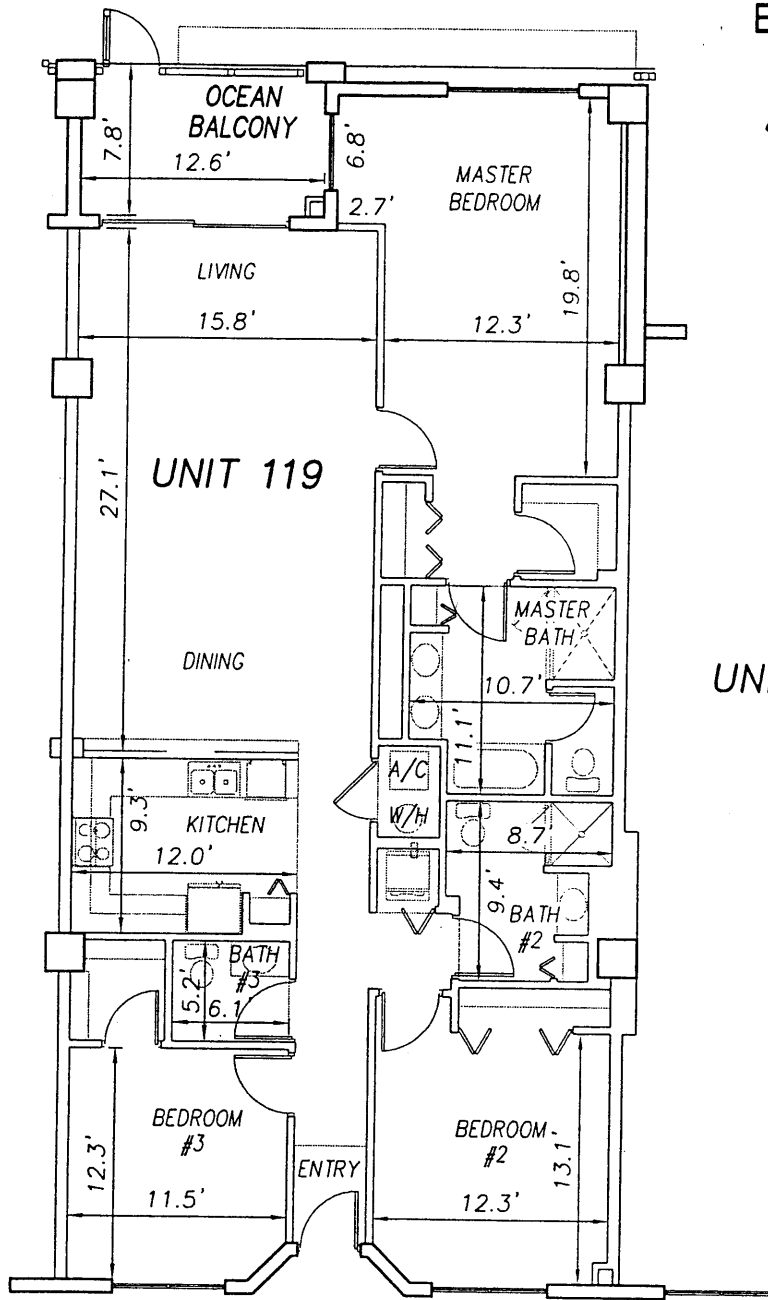 E
OCEAN
BALCONY
7.8'
12.6'
6.8'
2.7'
MASTER
BEDROOM
LIVING
15.8'
12.3'
19.8'
UNIT 119
27.1'
DINING
MASTER
BATH
10.7'
11.1'
UN
A/C
W/H
KITCHEN
9.3'
12.0'
8.7'
9.4'
BATH
#2
BATH
#3
5.2'
6.1'
BEDROOM
#3
12.3'
11.5'
ENTRY
BEDROOM
#2
13.1'
12.3'